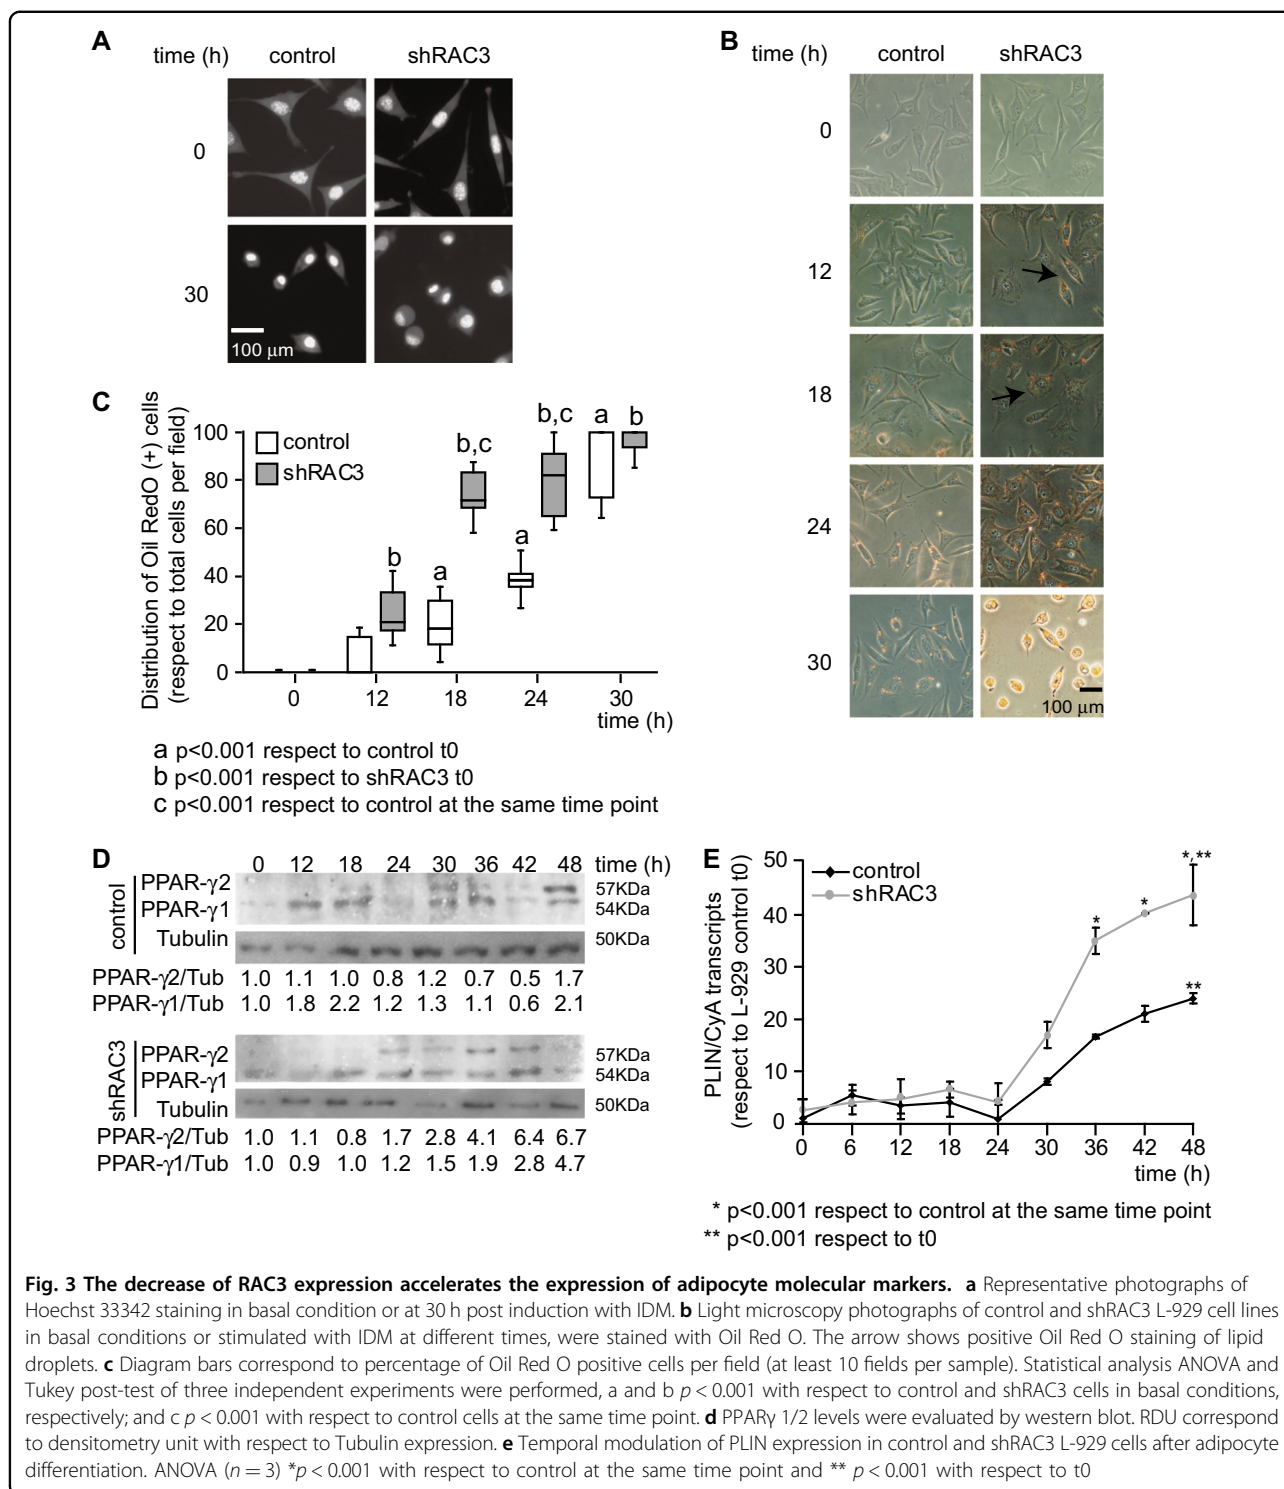 A
time (h) control shRAC3
0
30
100 μm
B
time (h) control shRAC3
0
12
18
24
30
100 μm
C
Distribution of Oil RedO (+) cells
(respect to total cells per field)
100
80
60
40
20
0
control
shRAC3
b
a
b,c
a
b,c
a
b
0 12 18 24 30
time (h)
a p<0.001 respect to control t0
b p<0.001 respect to shRAC3 t0
c p<0.001 respect to control at the same time point
D
0 12 18 24 30 36 42 48 time (h)
control
PPAR-γ2 57KDa
PPAR-γ1 54KDa
Tubulin 50KDa
PPAR-γ2/Tub 1.0 1.1 1.0 0.8 1.2 0.7 0.5 1.7
PPAR-γ1/Tub 1.0 1.8 2.2 1.2 1.3 1.1 0.6 2.1
shRAC3
PPAR-γ2 57KDa
PPAR-γ1 54KDa
Tubulin 50KDa
PPAR-γ2/Tub 1.0 1.1 0.8 1.7 2.8 4.1 6.4 6.7
PPAR-γ1/Tub 1.0 0.9 1.0 1.2 1.5 1.9 2.8 4.7
E
PLIN/CyA transcripts
(respect to L-929 control t0)
50
40
30
20
10
0
control
shRAC3
*
*
*,**
**
0 6 12 18 24 30 36 42 48
time (h)
* p<0.001 respect to control at the same time point
** p<0.001 respect to t0
Fig. 3 The decrease of RAC3 expression accelerates the expression of adipocyte molecular markers. a Representative photographs of
Hoechst 33342 staining in basal condition or at 30 h post induction with IDM. b Light microscopy photographs of control and shRAC3 L-929 cell lines
in basal conditions or stimulated with IDM at different times, were stained with Oil Red O. The arrow shows positive Oil Red O staining of lipid
droplets. c Diagram bars correspond to percentage of Oil Red O positive cells per field (at least 10 fields per sample). Statistical analysis ANOVA and
Tukey post-test of three independent experiments were performed, a and b p < 0.001 with respect to control and shRAC3 cells in basal conditions,
respectively; and c p < 0.001 with respect to control cells at the same time point. d PPARγ 1/2 levels were evaluated by western blot. RDU correspond
to densitometry unit with respect to Tubulin expression. e Temporal modulation of PLIN expression in control and shRAC3 L-929 cells after adipocyte
differentiation. ANOVA (n = 3) *p < 0.001 with respect to control at the same time point and ** p < 0.001 with respect to t0